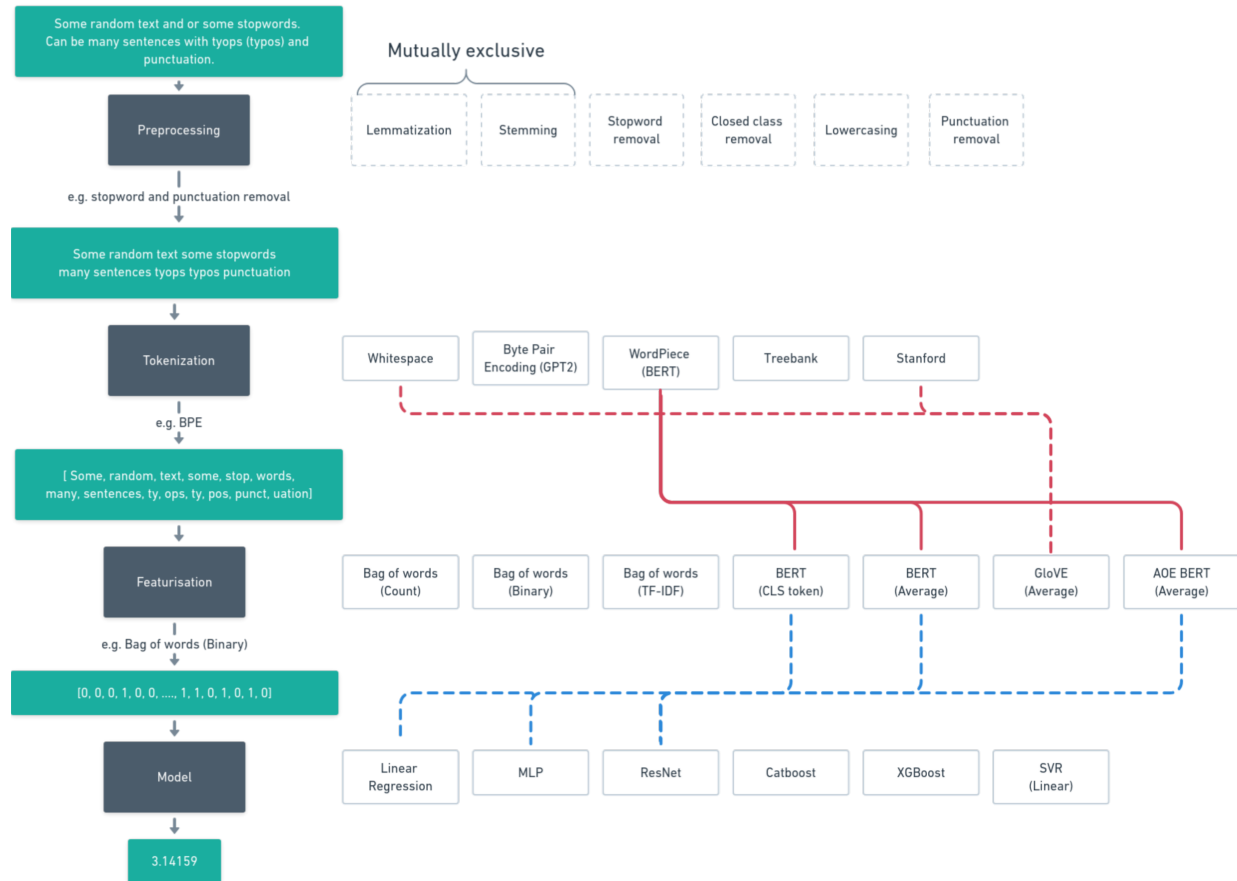 Some random text and or some stopwords.
Can be many sentences with tyops (typos) and
punctuation.
Mutually exclusive
Preprocessing
Lemmatization
Stemming
Stopword
removal
Closed class
removal
Lowercasing
Punctuation
removal
e.g. stopword and punctuation removal
Some random text some stopwords
many sentences tyops typos punctuation
Tokenization
Whitespace
Byte Pair
Encoding (GPT2)
WordPiece
(BERT)
Treebank
Stanford
e.g. BPE
[ Some, random, text, some, stop, words,
many, sentences, ty, ops, ty, pos, punct, uation]
Featurisation
Bag of words
(Count)
Bag of words
(Binary)
Bag of words
(TF-IDF)
BERT
(CLS token)
BERT
(Average)
GloVE
(Average)
AOE BERT
(Average)
e.g. Bag of words (Binary)
[0, 0, 0, 1, 0, 0, ...., 1, 1, 0, 1, 0, 1, 0]
Model
Linear
Regression
MLP
ResNet
Catboost
XGBoost
SVR
(Linear)
3.14159